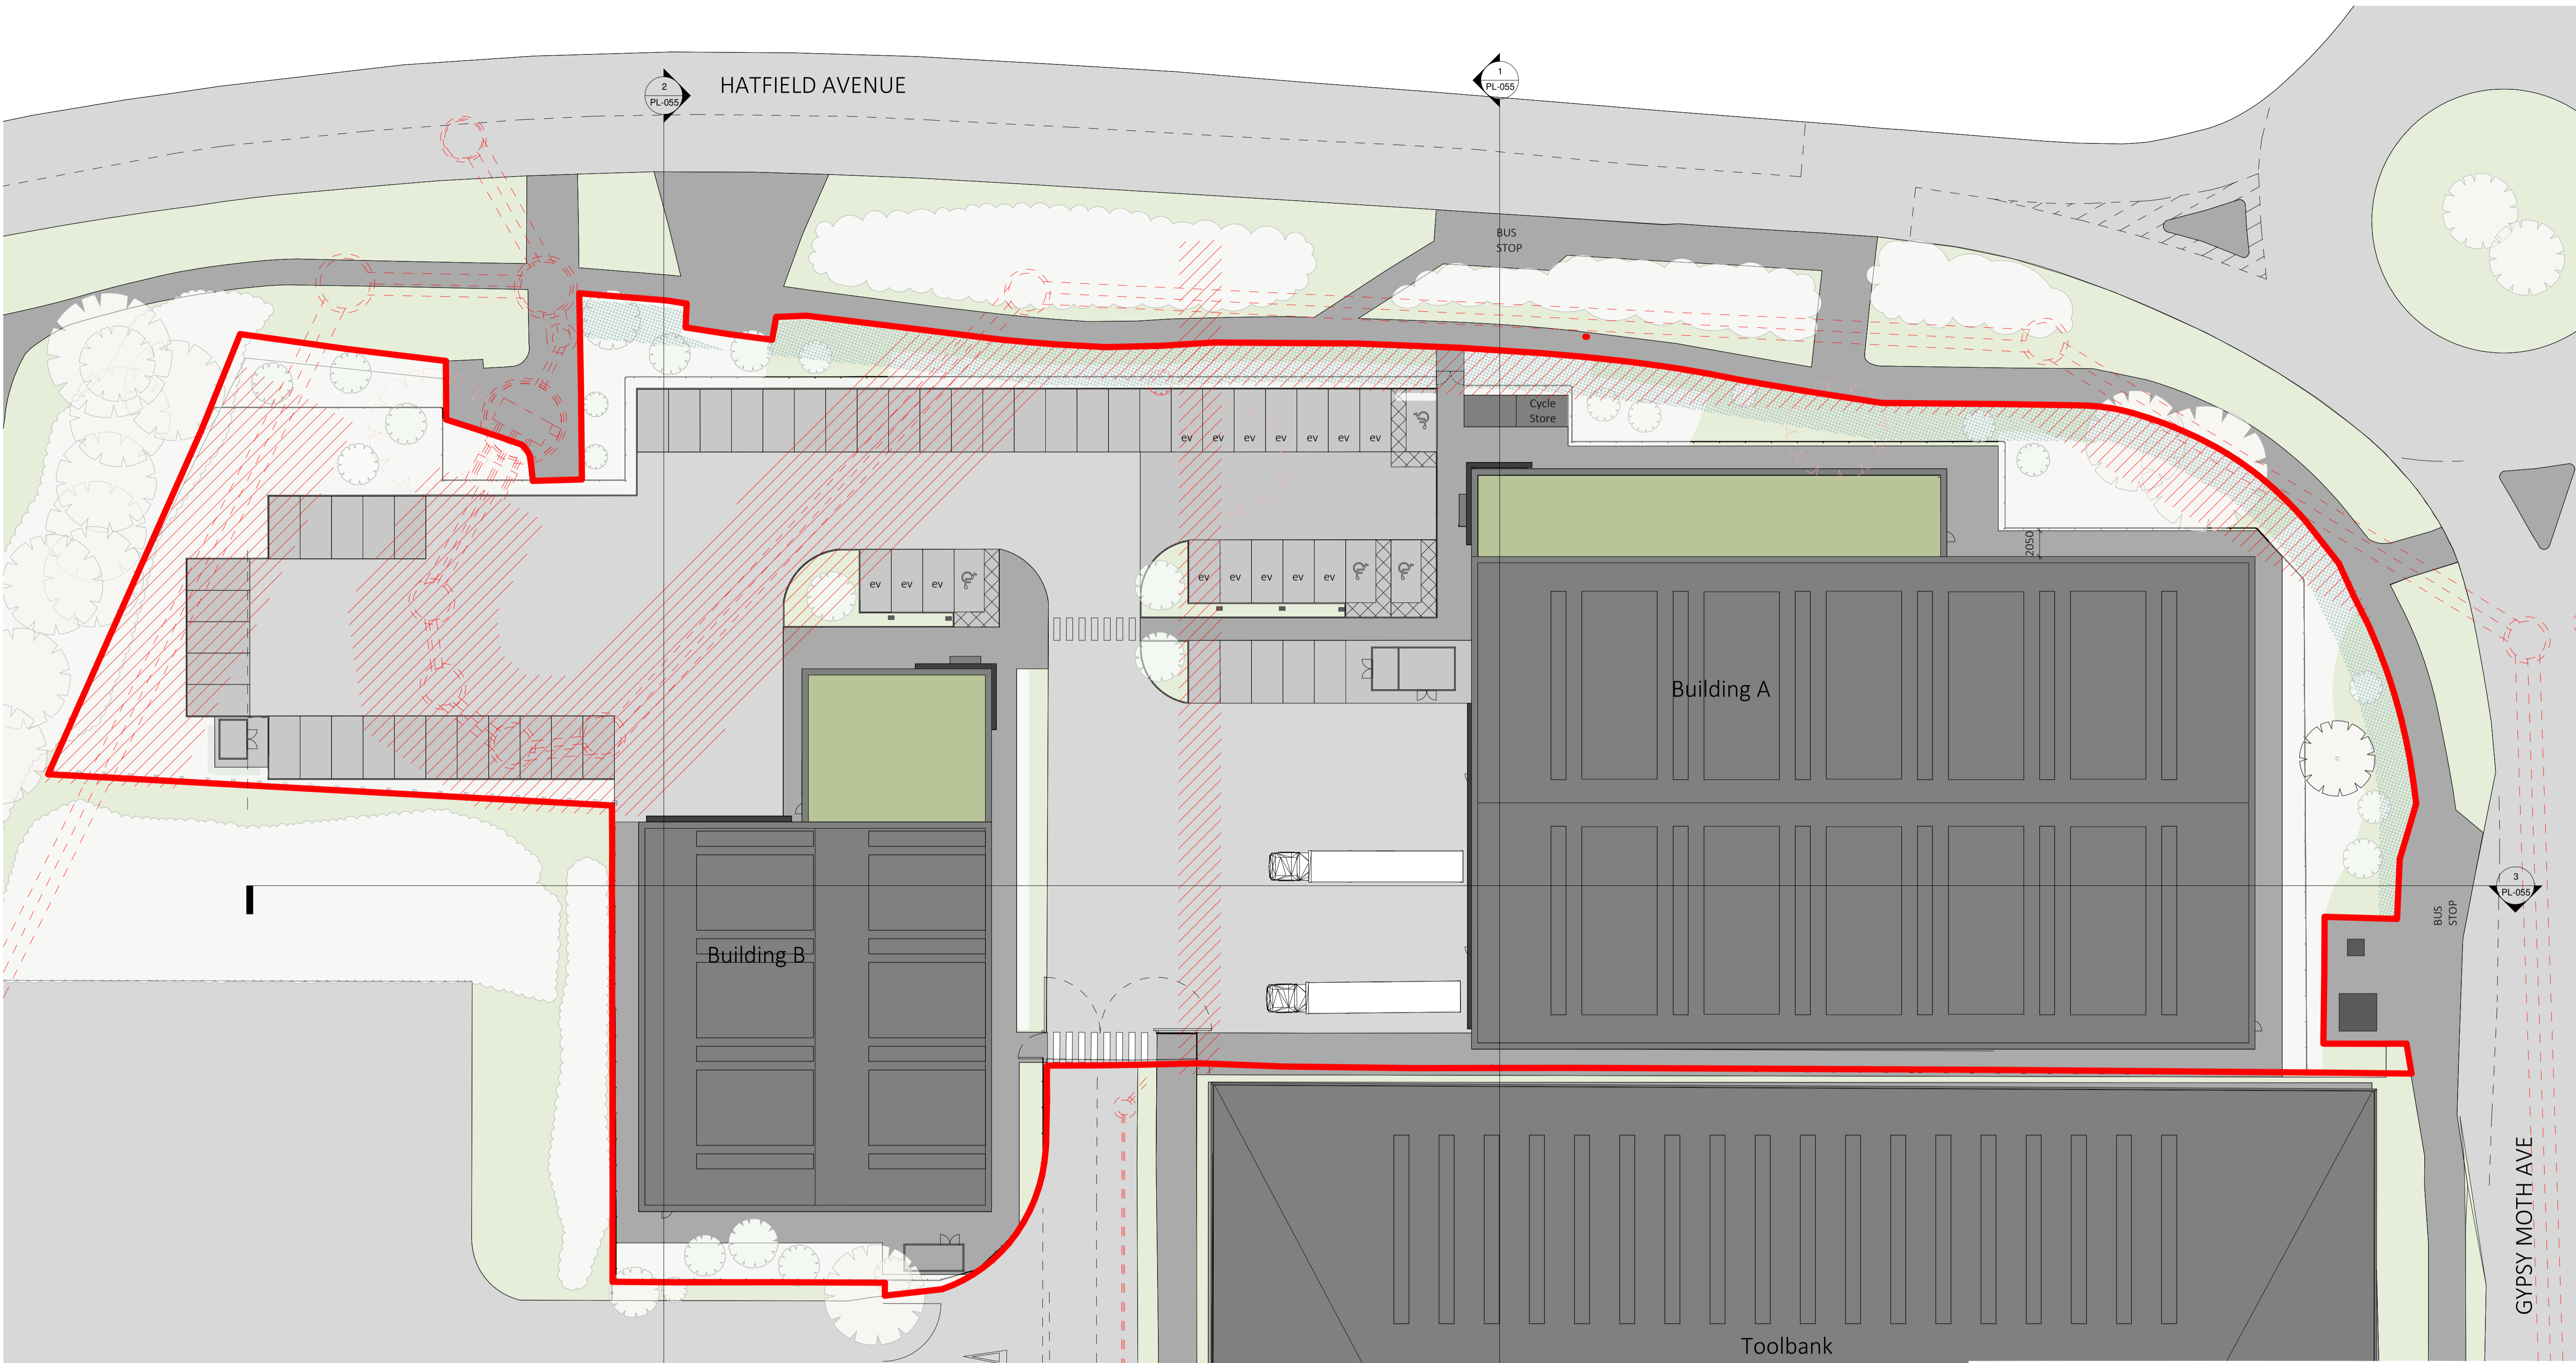 HATFIELD AVENUE
2
PL-055
1
PL-055
BUS
STOP
Cycle
Store
ev ev ev ev ev ev ev
2050
ev ev ev
ev ev ev ev ev
Building A
3
PL-055
BUS
STOP
Building B
GYPSY MOTH AVE
Toolbank